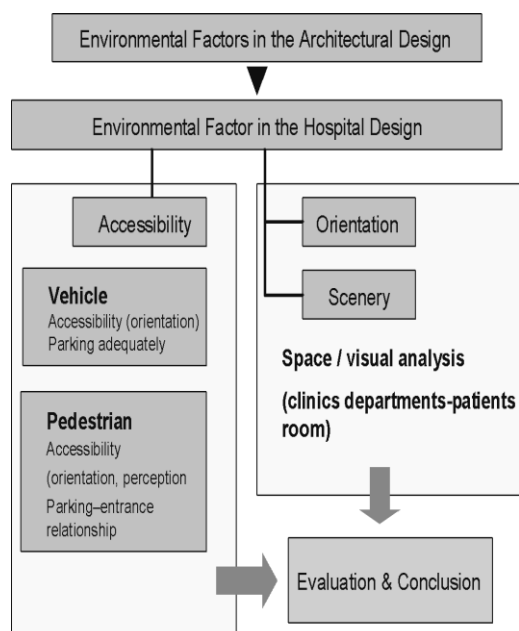 Environmental Factors in the Architectural Design
Environmental Factor in the Hospital Design
Accessibility
Vehicle
Accessibility (orientation)
Parking adequately
Pedestrian
Accessibility
(orientation, perception
Parking–entrance
relationship
Orientation
Scenery
Space / visual analysis
(clinics departments-patients
room)
Evaluation & Conclusion